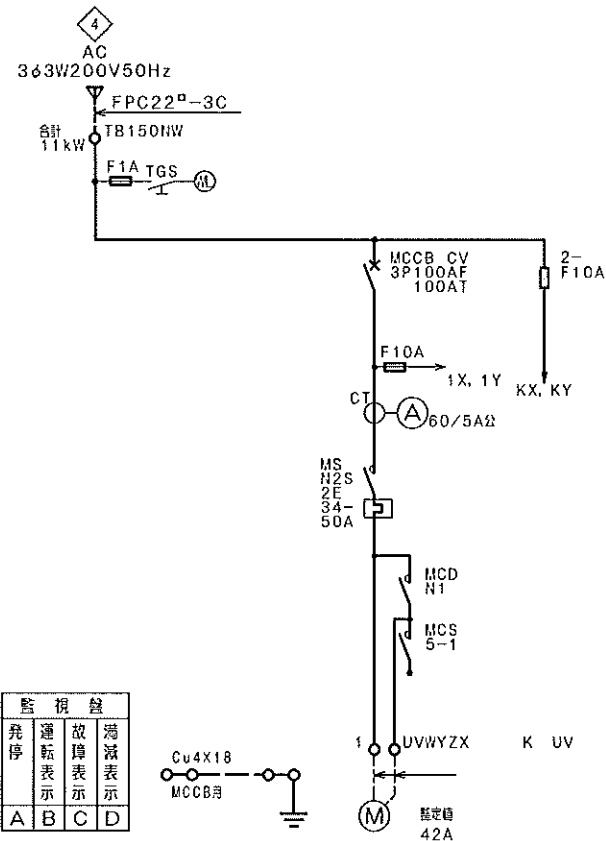 4
AC
3φ3W200V50Hz
FPC22□-3C
合計
11kW
TB150NW
F1A
TGS
MCCB CV
3P100AF
100AT
2-
F10A
F10A
1X, 1Y
KX, KY
CT
A
60/5A
MS
N2S
2E
34-
50A
MCD
N1
MCS
5-1
監視盤
発停
運転表示
故障表示
満減表示
A
B
C
D
Cu4X18
MCCB用
1
UVWYZX
K UV
M
整定値
42A